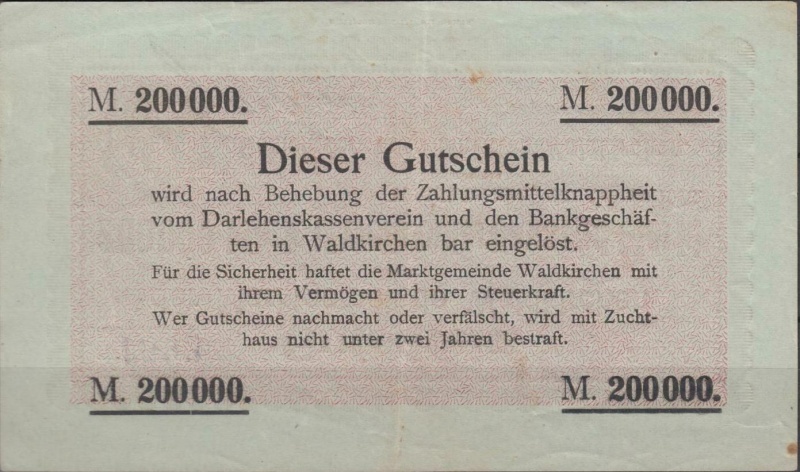 M. 200000. M. 200000.
Dieser Gutschein
wird nach Behebung der Zahlungsmittelknappheit
vom Darlehenskassenverein und den Bankgeschäf-
ten in Waldkirchen bar eingelöst.
Für die Sicherheit haftet die Marktgemeinde Waldkirchen mit
ihrem Vermögen und ihrer Steuerkraft.
Wer Gutscheine nachmacht oder verfälscht, wird mit Zucht-
haus nicht unter zwei Jahren bestraft.
M. 200000. M. 200000.